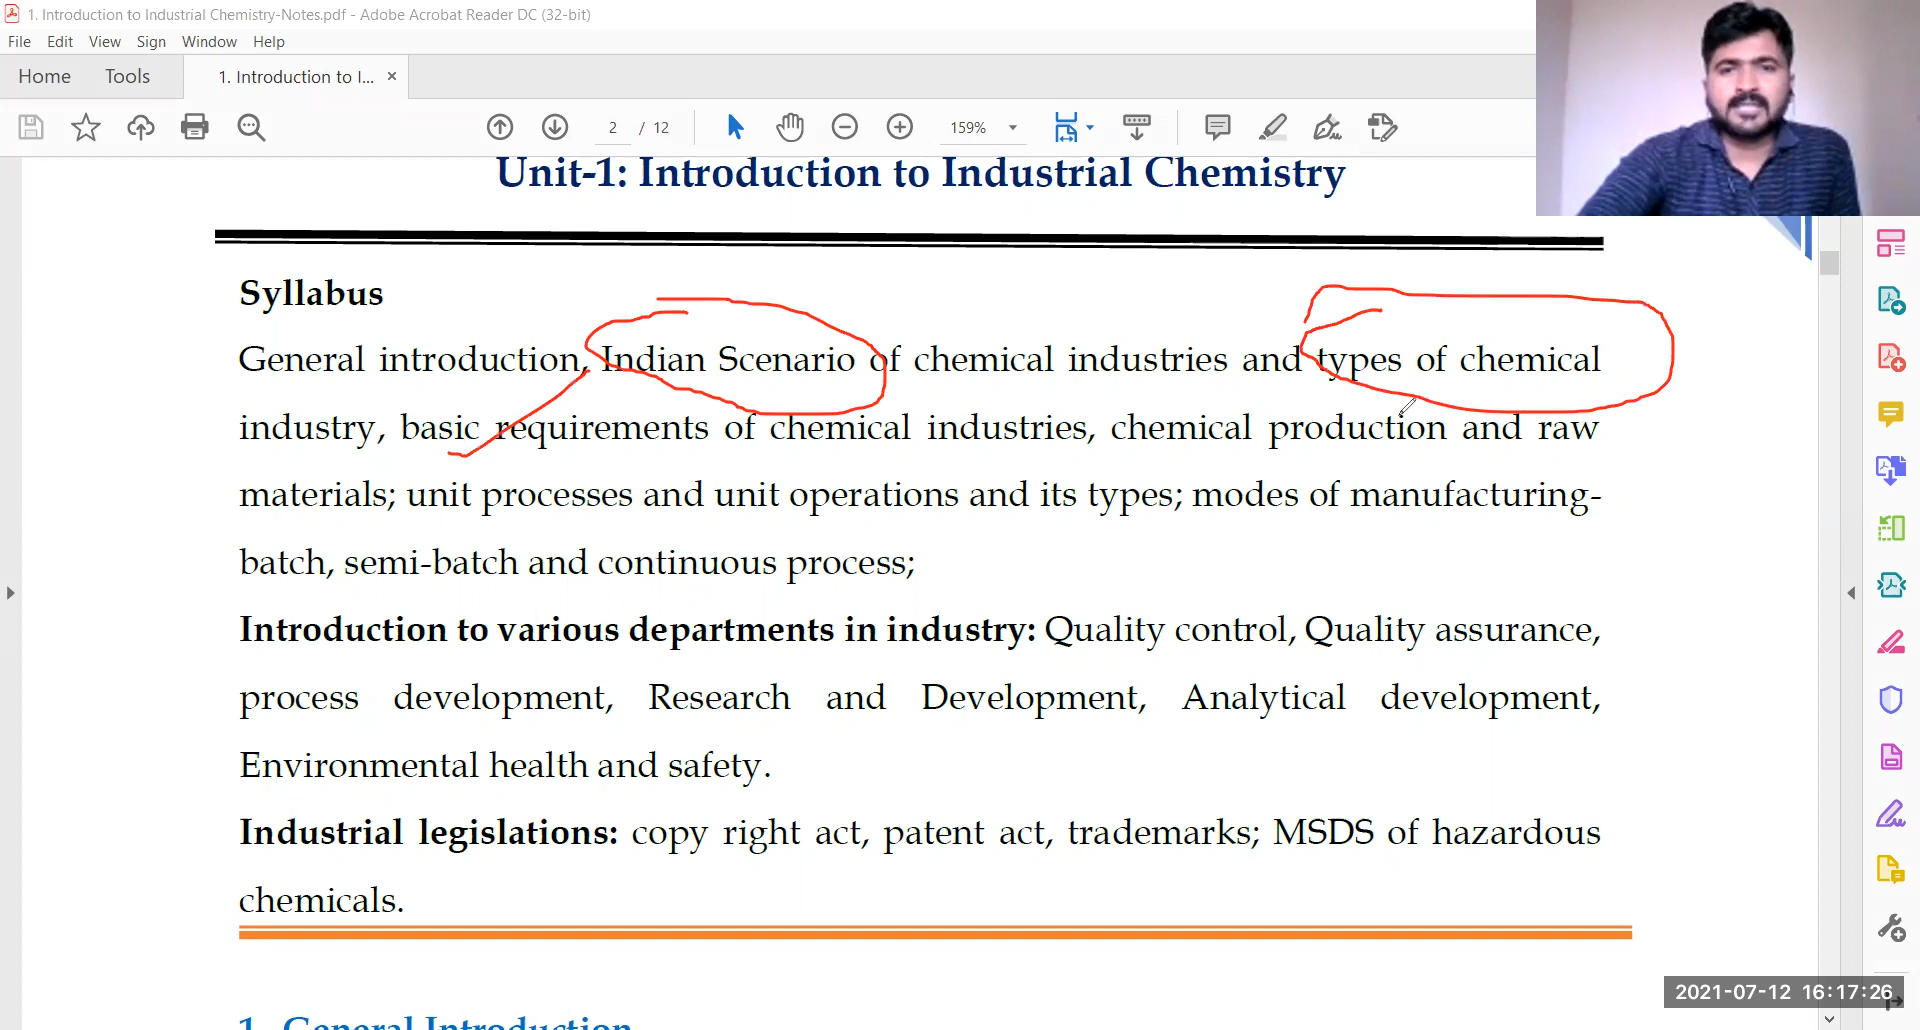 1. Introduction to Industrial Chemistry-Notes.pdf - Adobe Acrobat Reader DC (32-bit)
File Edit View Sign Window Help
Home Tools 1. Introduction to I... ×
2 / 12 159%
Unit-1: Introduction to Industrial Chemistry
Syllabus
General introduction, Indian Scenario of chemical industries and types of chemical
industry, basic requirements of chemical industries, chemical production and raw
materials; unit processes and unit operations and its types; modes of manufacturing-
batch, semi-batch and continuous process;
Introduction to various departments in industry: Quality control, Quality assurance,
process development, Research and Development, Analytical development,
Environmental health and safety.
Industrial legislations: copy right act, patent act, trademarks; MSDS of hazardous
chemicals.
1. General Introduction
2021-07-12 16:17:26